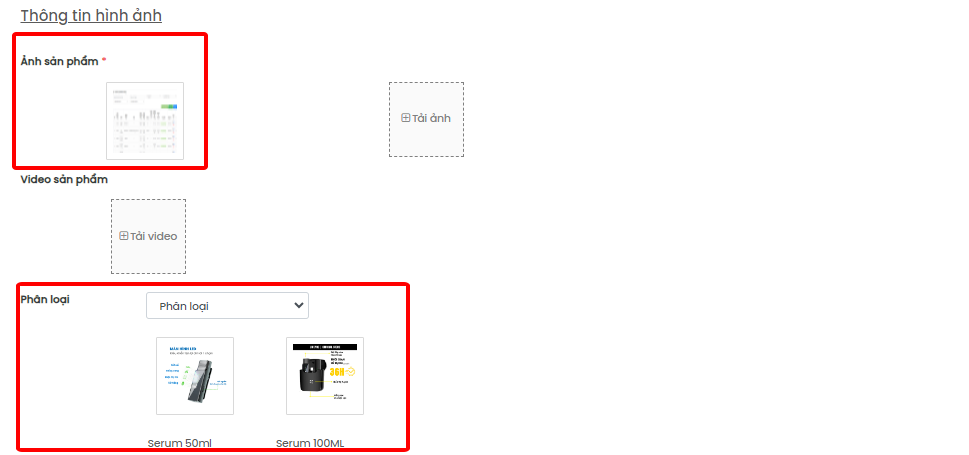 Thông tin hình ảnh
Ảnh sản phẩm *
Tải ảnh
Video sản phẩm
Tải video
Phân loại
Phân loại
36H
Serum 50ml
Serum 100ML